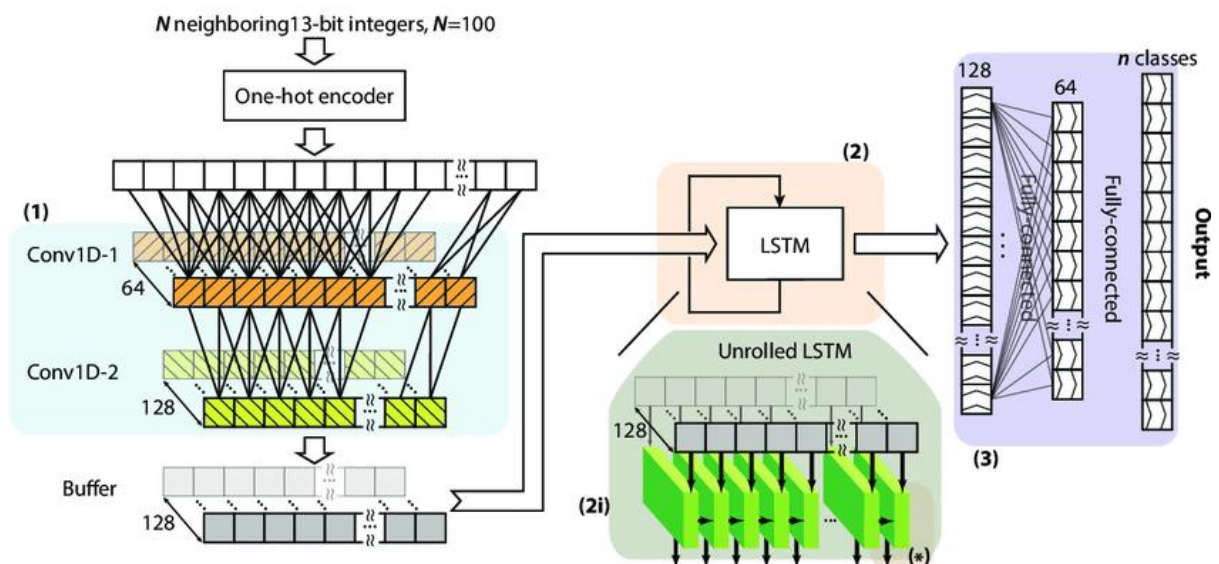 N neighboring13-bit integers, N=100
One-hot encoder
(1)
Conv1D-1
64
Conv1D-2
128
Buffer
128
(2)
LSTM
Unrolled LSTM
128
(2i)
(*)
n classes
128
64
Fully-connected
Fully-connected
Output
(3)